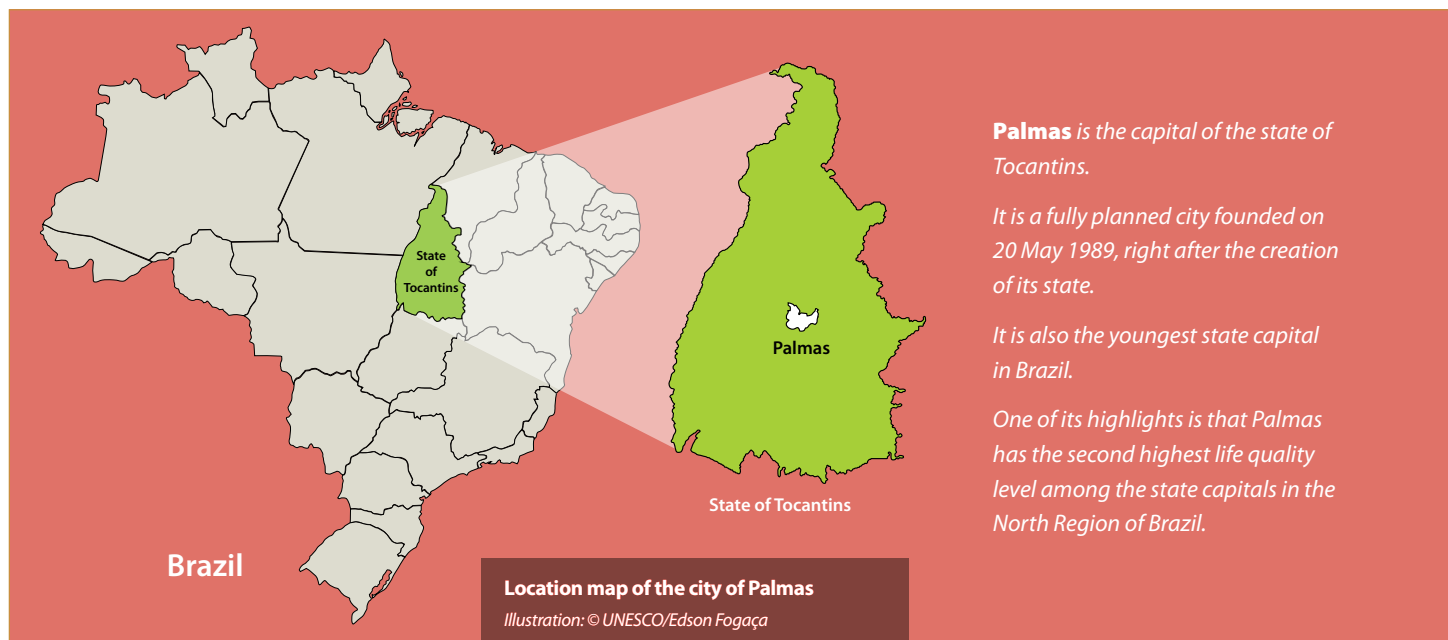 State
of
Tocantins
Palmas
State of Tocantins
Brazil
Location map of the city of Palmas
Illustration: © UNESCO/Edson Fogaça
Palmas is the capital of the state of
Tocantins.
It is a fully planned city founded on
20 May 1989, right after the creation
of its state.
It is also the youngest state capital
in Brazil.
One of its highlights is that Palmas
has the second highest life quality
level among the state capitals in the
North Region of Brazil.